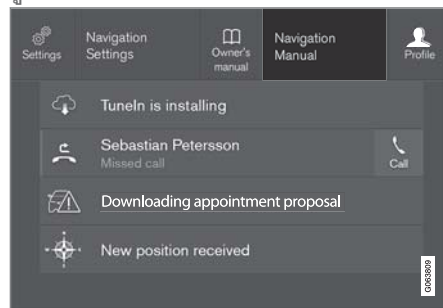 Settings
Navigation
Settings
Owner's
manual
Navigation
Manual
Profile
TuneIn is installing
Sebastian Petersson
Missed call
Call
Downloading appointment proposal
New position received
G063809